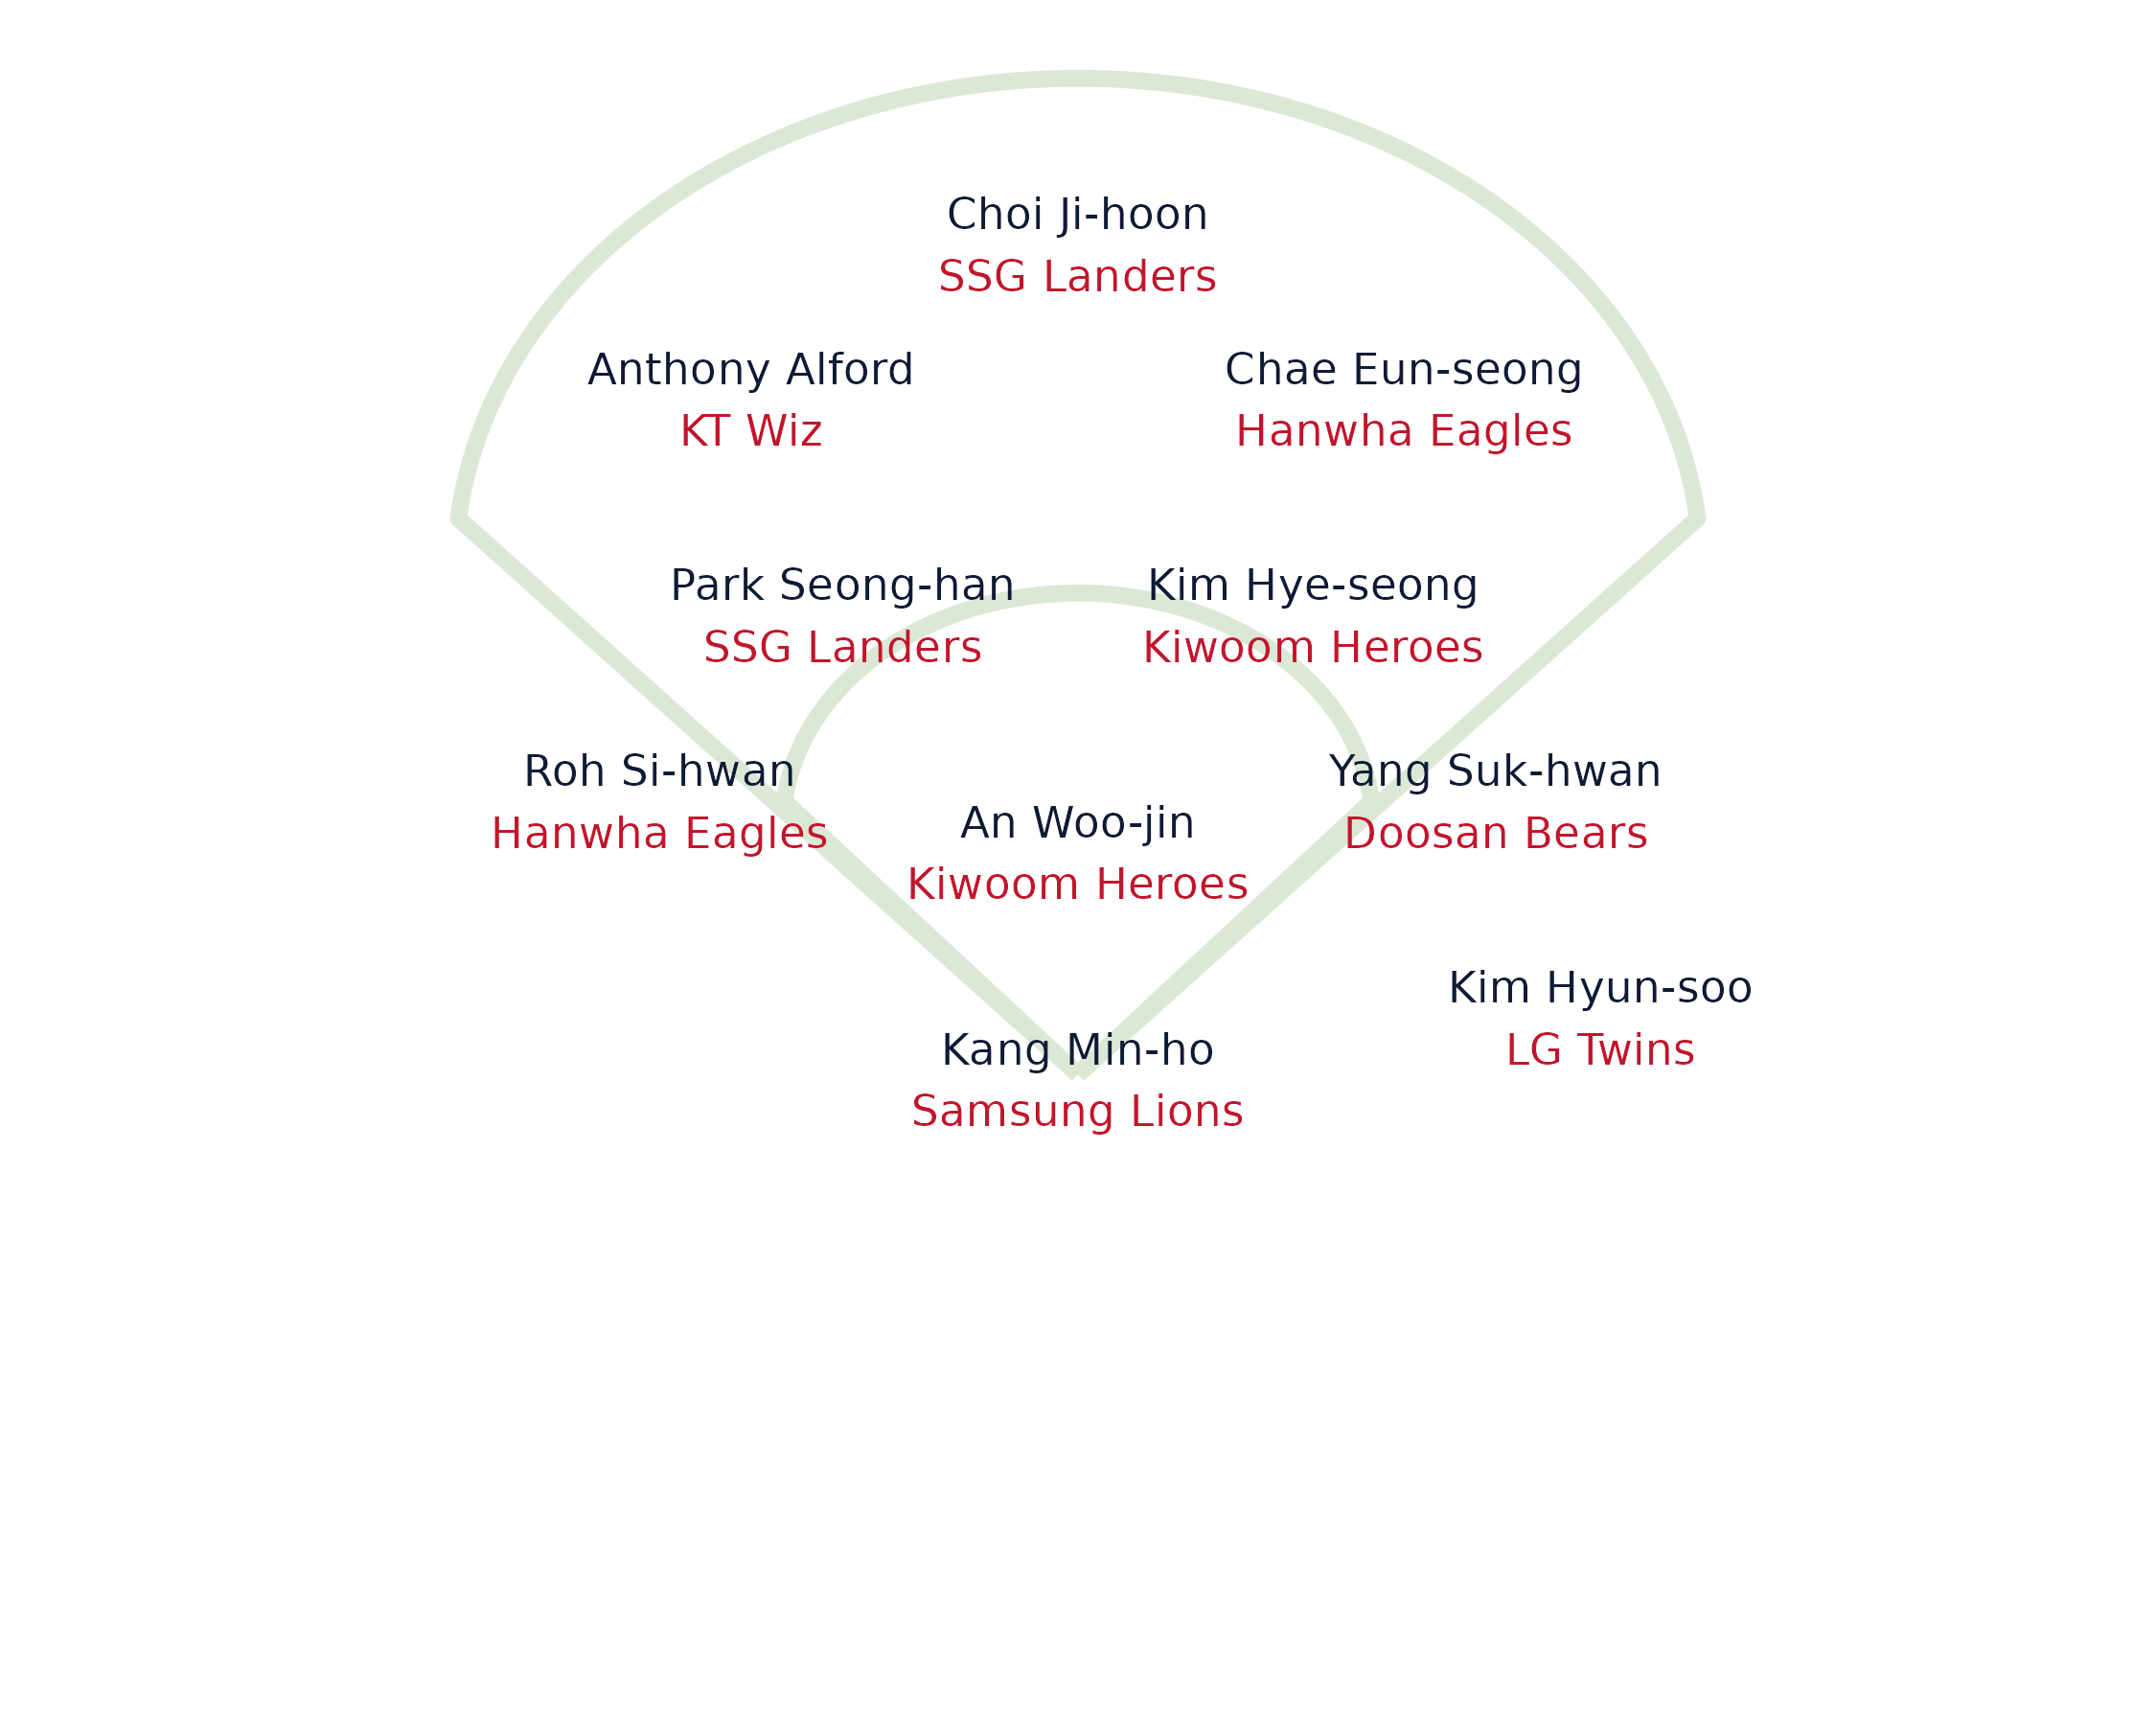 Choi Ji-hoon
SSG Landers
Anthony Alford
KT Wiz
Chae Eun-seong
Hanwha Eagles
Park Seong-han
SSG Landers
Kim Hye-seong
Kiwoom Heroes
Roh Si-hwan
Hanwha Eagles
An Woo-jin
Kiwoom Heroes
Yang Suk-hwan
Doosan Bears
Kim Hyun-soo
LG Twins
Kang Min-ho
Samsung Lions